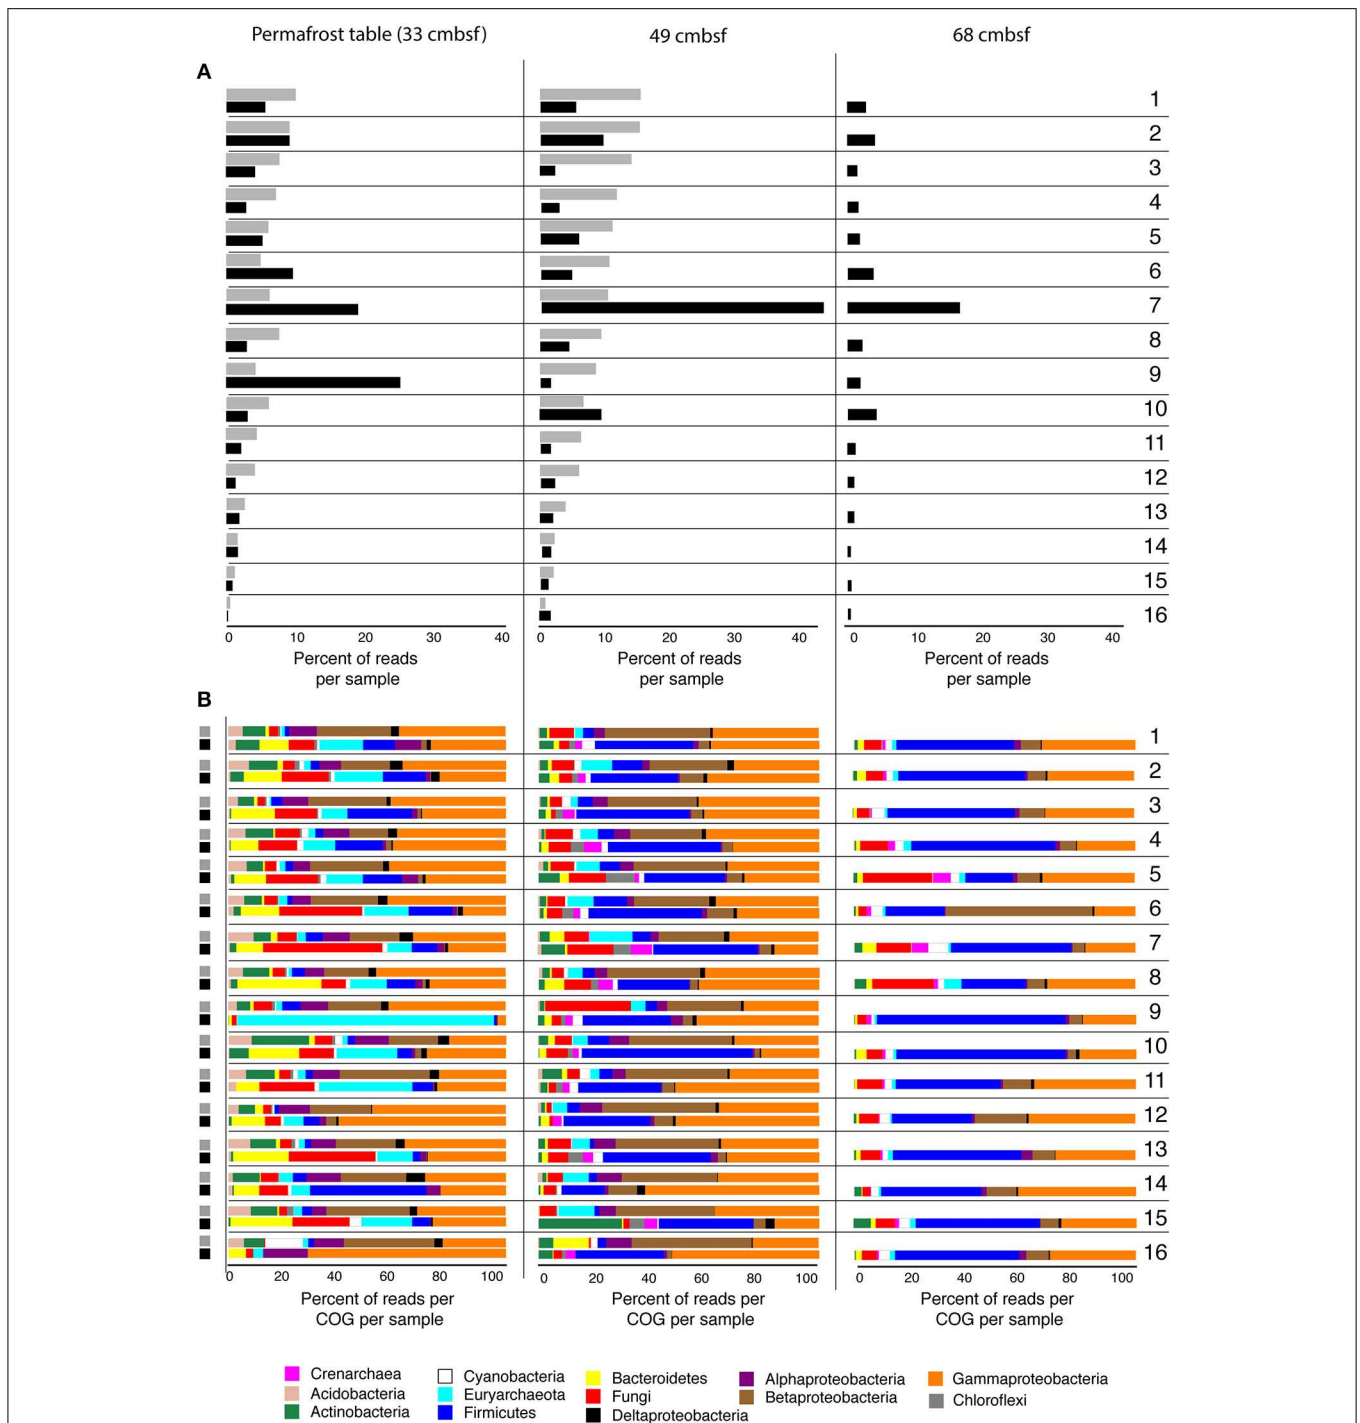 Permafrost table (33 cmbsf) 49 cmbsf 68 cmbsf
A
1
2
3
4
5
6
7
8
9
10
11
12
13
14
15
16
0 10 20 30 40 0 10 20 30 40 0 10 20 30 40
Percent of reads Percent of reads Percent of reads
per sample per sample per sample
B
1
2
3
4
5
6
7
8
9
10
11
12
13
14
15
16
0 20 40 60 80 100 0 20 40 60 80 100 0 20 40 60 80 100
Percent of reads per Percent of reads per Percent of reads per
COG per sample COG per sample COG per sample
Crenarchaea Cyanobacteria Bacteroidetes Alphaproteobacteria Gammaproteobacteria
Acidobacteria Euryarchaeota Fungi Betaproteobacteria Chloroflexi
Actinobacteria Firmicutes Deltaproteobacteria